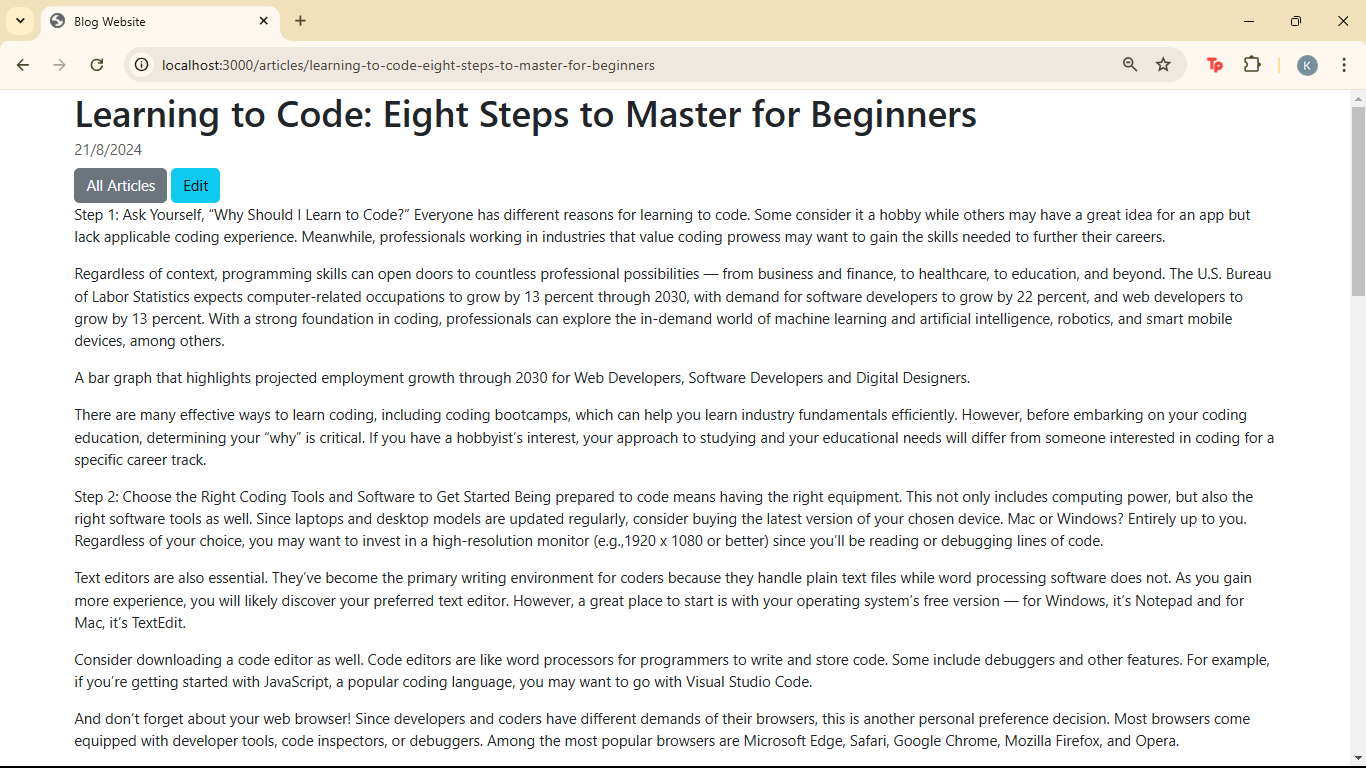 Blog Website
localhost:3000/articles/learning-to-code-eight-steps-to-master-for-beginners
Tp
K
Learning to Code: Eight Steps to Master for Beginners
21/8/2024
All Articles Edit
Step 1: Ask Yourself, “Why Should I Learn to Code?” Everyone has different reasons for learning to code. Some consider it a hobby while others may have a great idea for an app but
lack applicable coding experience. Meanwhile, professionals working in industries that value coding prowess may want to gain the skills needed to further their careers.
Regardless of context, programming skills can open doors to countless professional possibilities — from business and finance, to healthcare, to education, and beyond. The U.S. Bureau
of Labor Statistics expects computer-related occupations to grow by 13 percent through 2030, with demand for software developers to grow by 22 percent, and web developers to
grow by 13 percent. With a strong foundation in coding, professionals can explore the in-demand world of machine learning and artificial intelligence, robotics, and smart mobile
devices, among others.
A bar graph that highlights projected employment growth through 2030 for Web Developers, Software Developers and Digital Designers.
There are many effective ways to learn coding, including coding bootcamps, which can help you learn industry fundamentals efficiently. However, before embarking on your coding
education, determining your “why” is critical. If you have a hobbyist’s interest, your approach to studying and your educational needs will differ from someone interested in coding for a
specific career track.
Step 2: Choose the Right Coding Tools and Software to Get Started Being prepared to code means having the right equipment. This not only includes computing power, but also the
right software tools as well. Since laptops and desktop models are updated regularly, consider buying the latest version of your chosen device. Mac or Windows? Entirely up to you.
Regardless of your choice, you may want to invest in a high-resolution monitor (e.g.,1920 x 1080 or better) since you’ll be reading or debugging lines of code.
Text editors are also essential. They’ve become the primary writing environment for coders because they handle plain text files while word processing software does not. As you gain
more experience, you will likely discover your preferred text editor. However, a great place to start is with your operating system’s free version — for Windows, it’s Notepad and for
Mac, it’s TextEdit.
Consider downloading a code editor as well. Code editors are like word processors for programmers to write and store code. Some include debuggers and other features. For example,
if you’re getting started with JavaScript, a popular coding language, you may want to go with Visual Studio Code.
And don’t forget about your web browser! Since developers and coders have different demands of their browsers, this is another personal preference decision. Most browsers come
equipped with developer tools, code inspectors, or debuggers. Among the most popular browsers are Microsoft Edge, Safari, Google Chrome, Mozilla Firefox, and Opera.